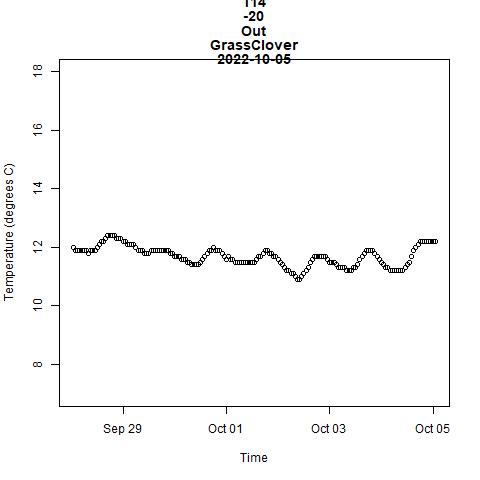 T14
-20
Out
GrassClover
2022-10-05
18
16
14
12
10
8
Temperature (degrees C)
Sep 29
Oct 01
Oct 03
Oct 05
Time